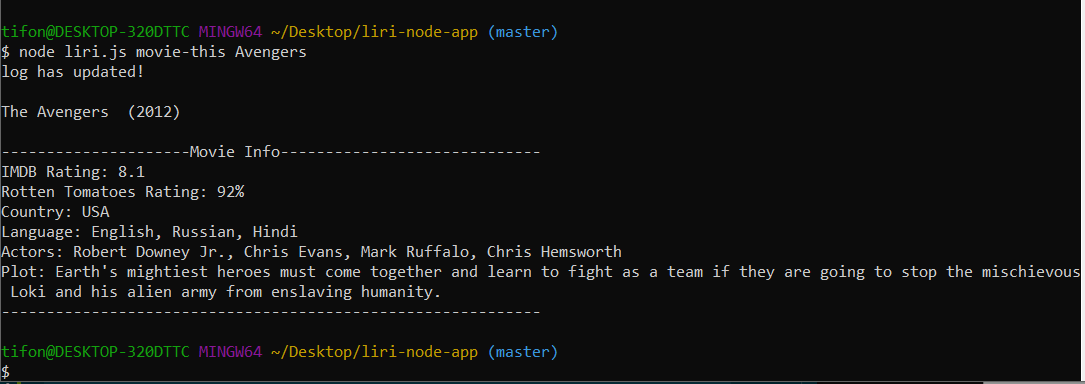 tifon@DESKTOP-320DTTC MINGW64 ~/Desktop/liri-node-app (master)
$ node liri.js movie-this Avengers
log has updated!
The Avengers  (2012)
---------------------Movie Info-----------------------------
IMDB Rating: 8.1
Rotten Tomatoes Rating: 92%
Country: USA
Language: English, Russian, Hindi
Actors: Robert Downey Jr., Chris Evans, Mark Ruffalo, Chris Hemsworth
Plot: Earth's mightiest heroes must come together and learn to fight as a team if they are going to stop the mischievous
 Loki and his alien army from enslaving humanity.
------------------------------------------------------------
tifon@DESKTOP-320DTTC MINGW64 ~/Desktop/liri-node-app (master)
$